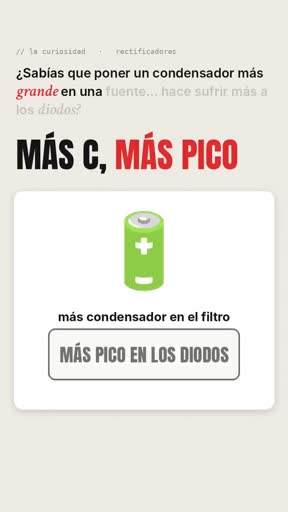 // la curiosidad · rectificadores
¿Sabías que poner un condensador más
grande en una fuente... hace sufrir más a
los diodos?
MÁS C, MÁS PICO
más condensador en el filtro
MÁS PICO EN LOS DIODOS